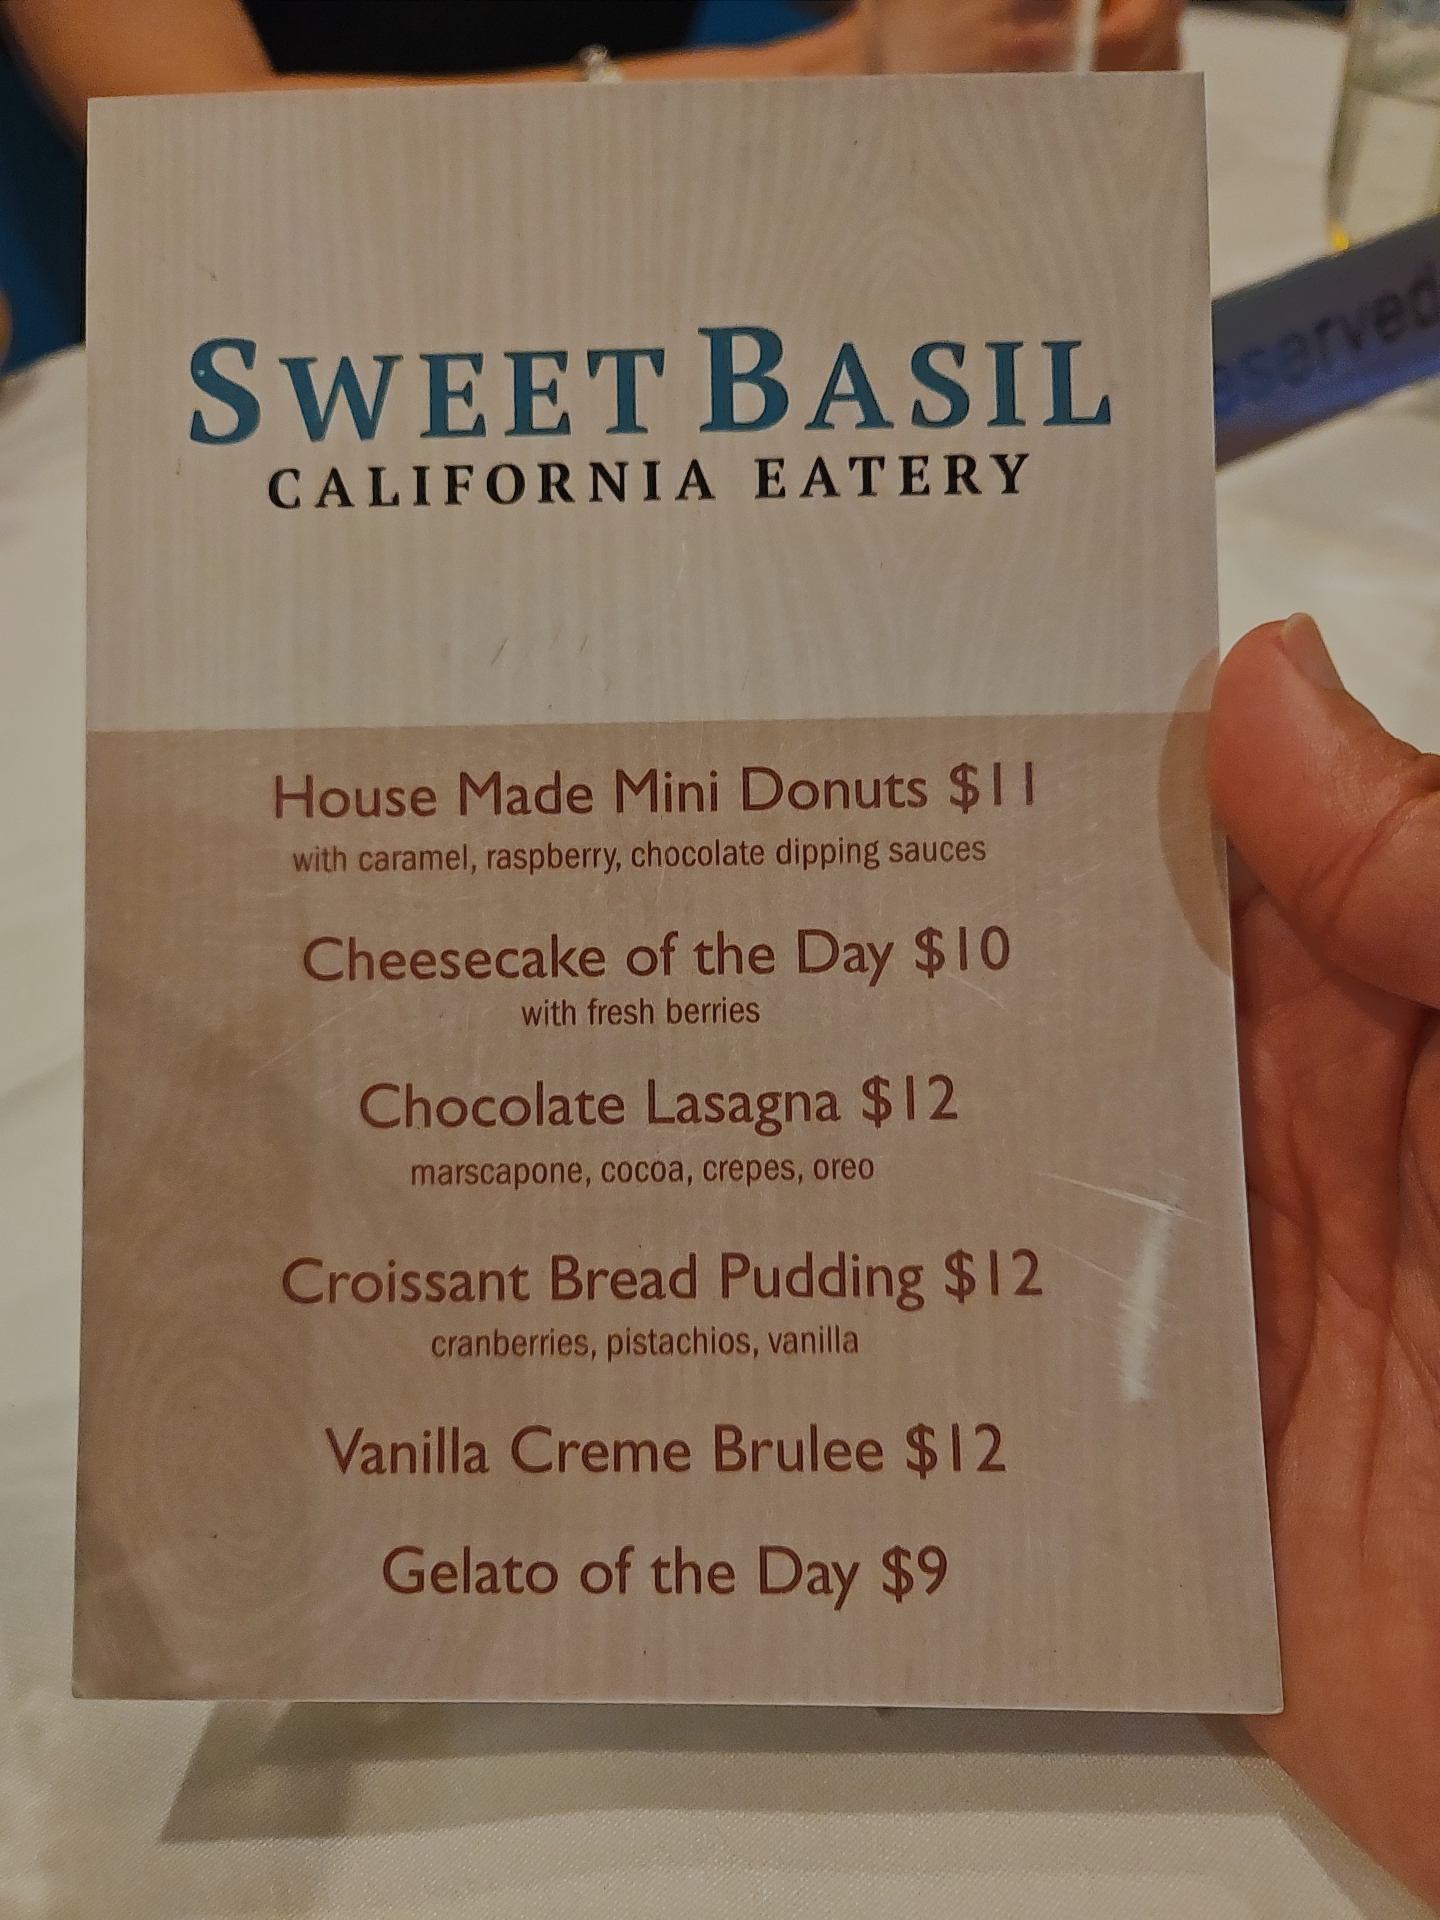 SWEET BASIL
CALIFORNIA EATERY
eserved
House Made Mini Donuts $11
with caramel, raspberry, chocolate dipping sauces
Cheesecake of the Day $10
with fresh berries
Chocolate Lasagna $12
marscapone, cocoa, crepes, oreo
Croissant Bread Pudding $12
cranberries, pistachios, vanilla
Vanilla Creme Brulee $12
Gelato of the Day $9